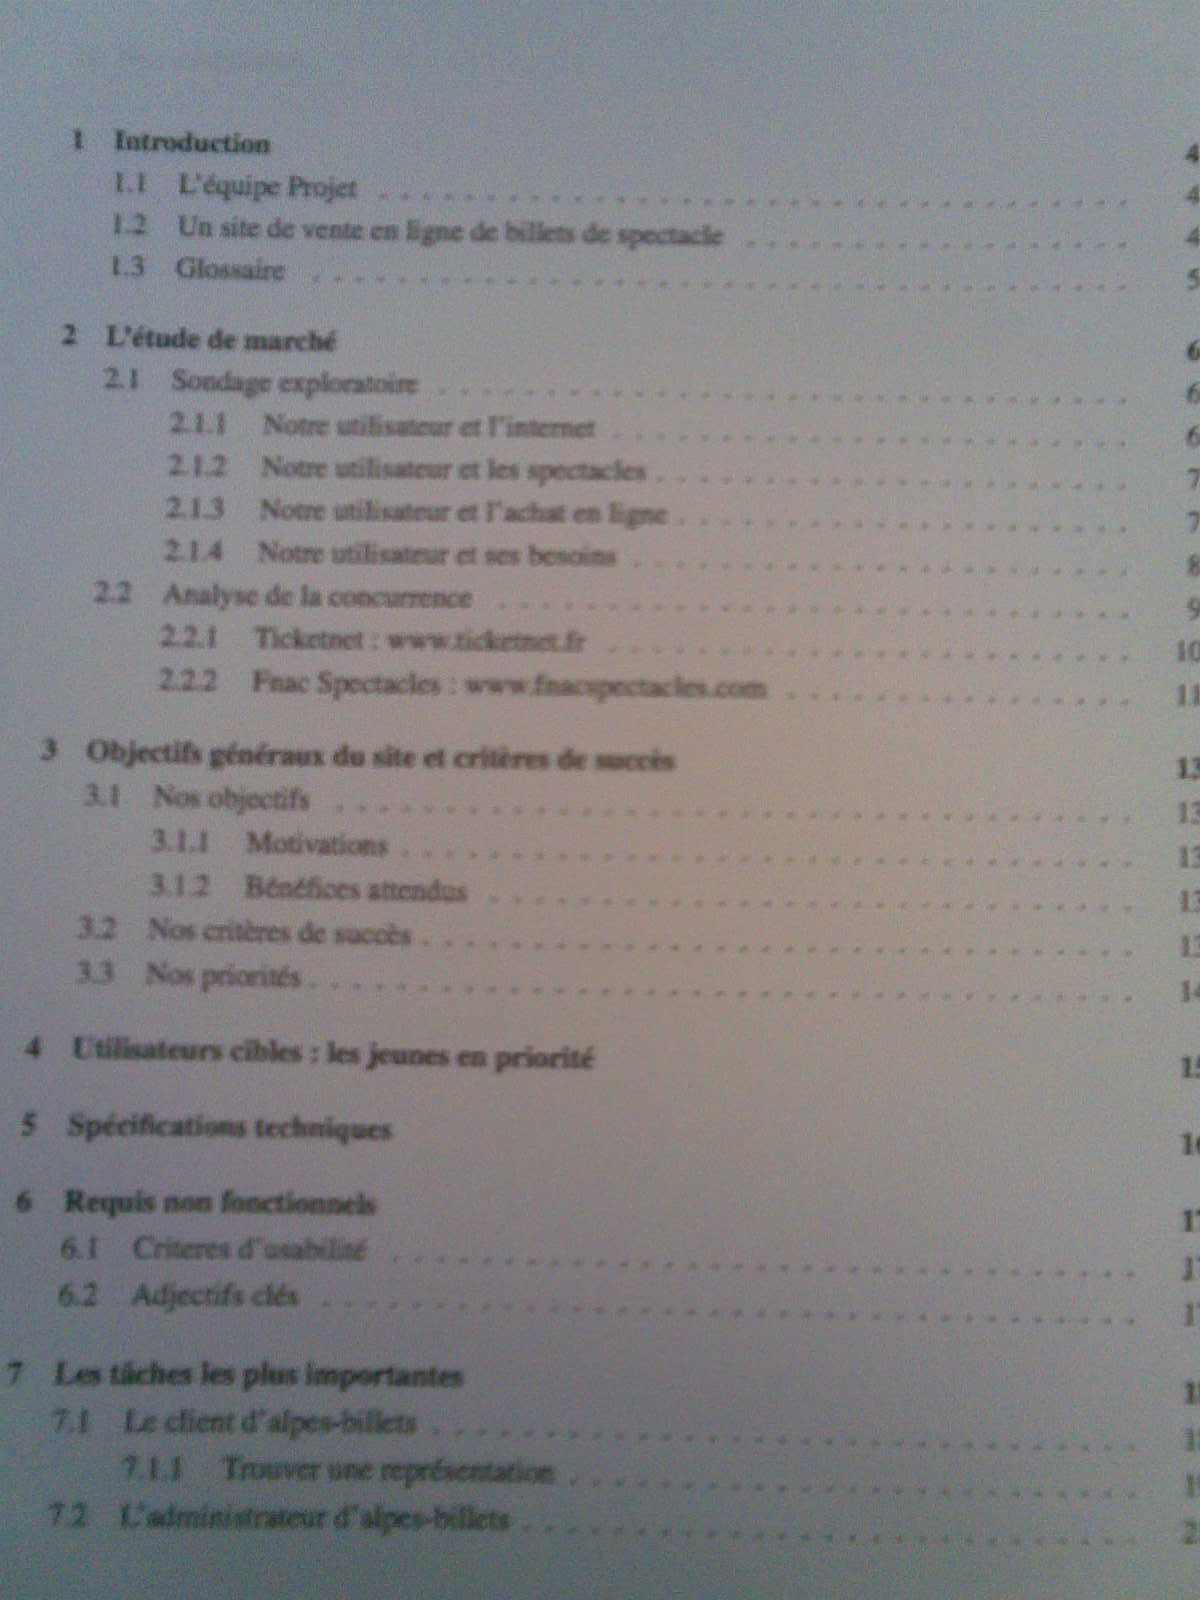 1 Introduction 4
1.1 L'équipe Projet . . . . . . . . . . . . . . . . . . . . 4
1.2 Un site de vente en ligne de billets de spectacle . . . . . . . . . . 4
1.3 Glossaire . . . . . . . . . . . . . . . . . . . . 5
2 L'étude de marché 6
2.1 Sondage exploratoire . . . . . . . . . . . . . . . . . . . . 6
2.1.1 Notre utilisateur et l'internet . . . . . . . . . . . . . . . 6
2.1.2 Notre utilisateur et les spectacles . . . . . . . . . . . . . . . 7
2.1.3 Notre utilisateur et l'achat en ligne . . . . . . . . . . . . . . . 7
2.1.4 Notre utilisateur et ses besoins . . . . . . . . . . . . . . . 8
2.2 Analyse de la concurrence . . . . . . . . . . . . . . . . . . . . 9
2.2.1 Ticketnet : www.ticketnet.fr . . . . . . . . . . . . . . . 10
2.2.2 Fnac Spectacles : www.fnacspectacles.com . . . . . . . . . . 11
3 Objectifs généraux du site et critères de succès 13
3.1 Nos objectifs . . . . . . . . . . . . . . . . . . . . 13
3.1.1 Motivations . . . . . . . . . . . . . . . . . . . . 13
3.1.2 Bénéfices attendus . . . . . . . . . . . . . . . . . . . . 13
3.2 Nos critères de succès . . . . . . . . . . . . . . . . . . . . 13
3.3 Nos priorités . . . . . . . . . . . . . . . . . . . . 14
4 Utilisateurs cibles : les jeunes en priorité 15
5 Spécifications techniques 16
6 Requis non fonctionnels
6.1 Criteres d'usabilité . . . . . . . . . . . . . . . . . . . .
6.2 Adjectifs clés . . . . . . . . . . . . . . . . . . . .
7 Les tâches les plus importantes
7.1 Le client d'alpes-billets . . . . . . . . . . . . . . . . . . . .
7.1.1 Trouver une représentation . . . . . . . . . . . . . . .
7.2 L'administrateur d'alpes-billets . . . . . . . . . . . . . . . . . . . .